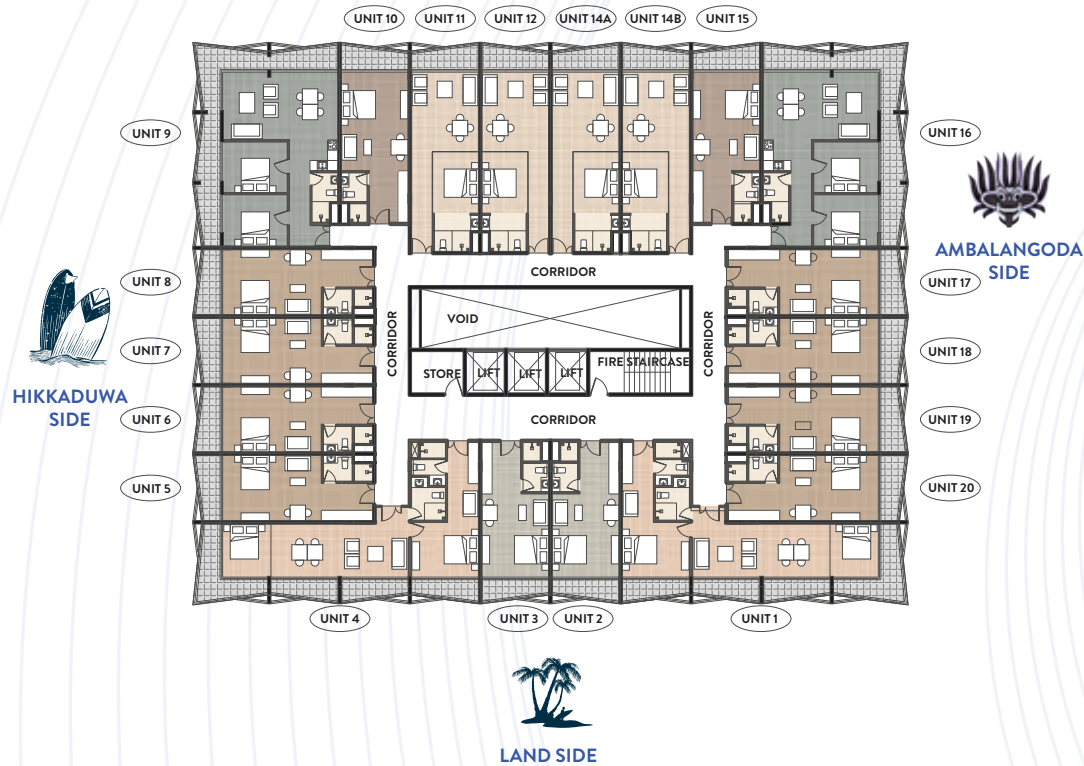 UNIT 10
UNIT 11
UNIT 12
UNIT 14A
UNIT 14B
UNIT 15
UNIT 9
UNIT 16
AMBALANGODA
SIDE
CORRIDOR
UNIT 8
UNIT 17
VOID
CORRIDOR
CORRIDOR
UNIT 7
UNIT 18
STORE
LIFT
LIFT
LIFT
FIRE STAIRCASE
HIKKADUWA
SIDE
UNIT 6
CORRIDOR
UNIT 19
UNIT 5
UNIT 20
UNIT 4
UNIT 3
UNIT 2
UNIT 1
LAND SIDE